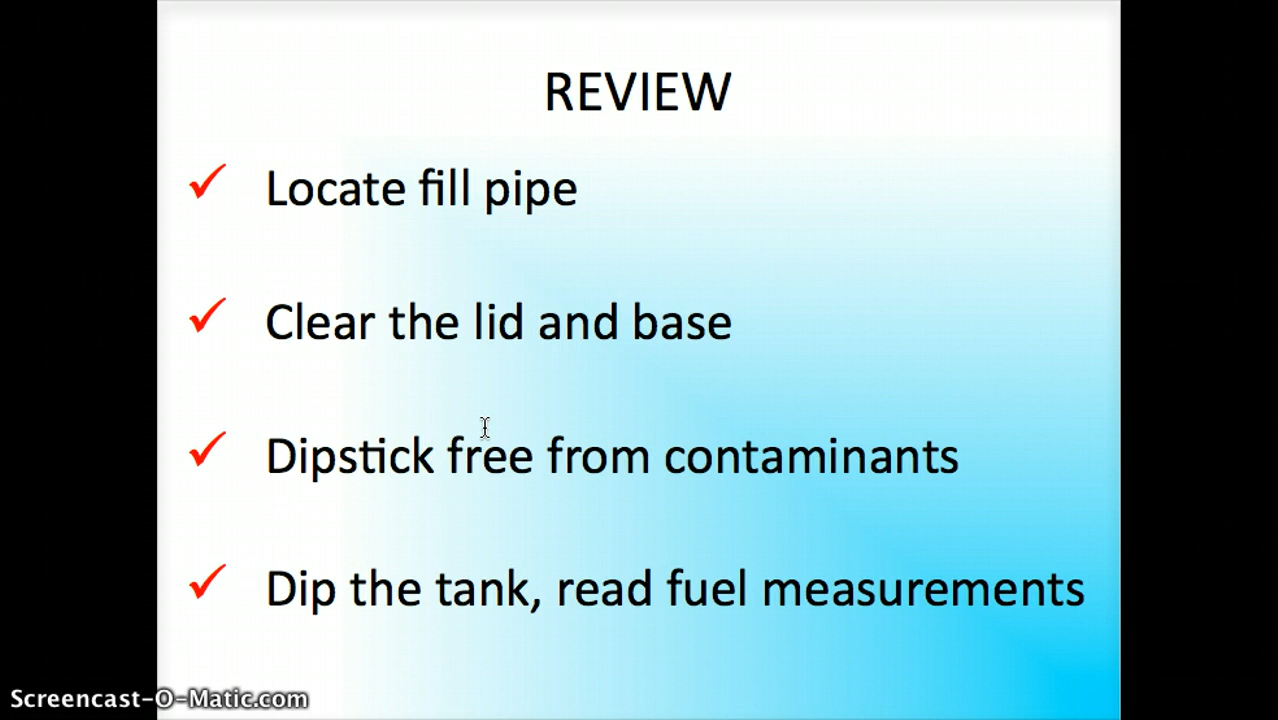 REVIEW
Locate fill pipe
Clear the lid and base
Dipstick free from contaminants
Dip the tank, read fuel measurements
Screencast-O-Matic.com